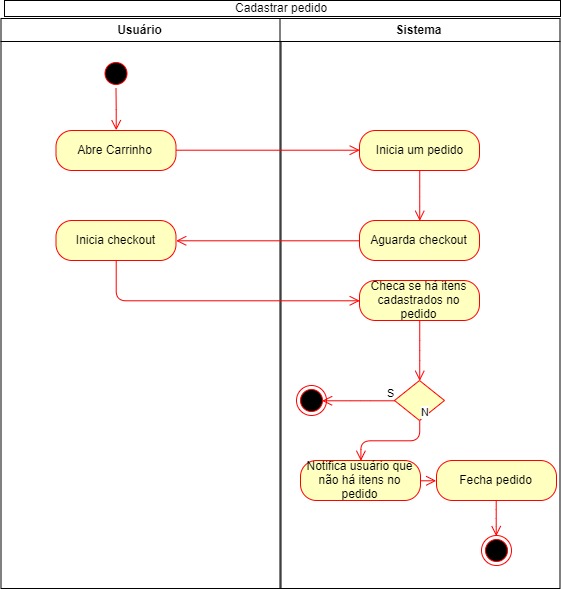 Cadastrar pedido
Usuário
Sistema
Abre Carrinho
Inicia um pedido
Inicia checkout
Aguarda checkout
Checa se há itens
cadastrados no
pedido
S
N
Notifica usuário que
não há itens no
pedido
Fecha pedido